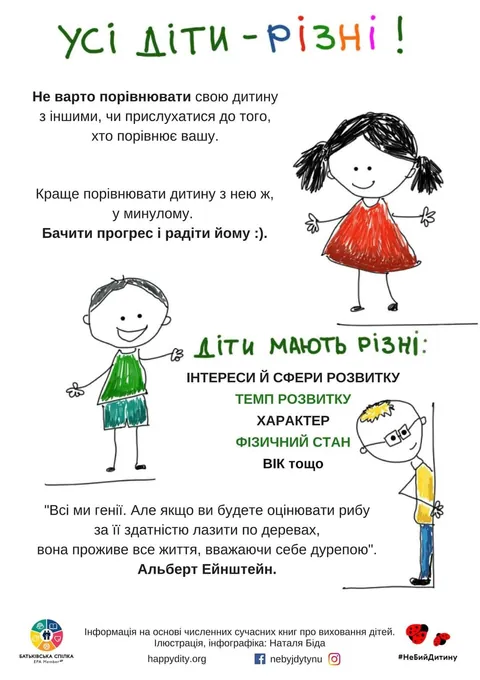 УСІ ДІТИ - РІЗНІ !
Не варто порівнювати свою дитину
з іншими, чи прислухатися до того,
хто порівнює вашу.
Краще порівнювати дитину з нею ж,
у минулому.
Бачити прогрес і радіти йому :).
ДІТИ МАЮТЬ РІЗНІ:
ІНТЕРЕСИ Й СФЕРИ РОЗВИТКУ
ТЕМП РОЗВИТКУ
ХАРАКТЕР
ФІЗИЧНИЙ СТАН
ВІК тощо
"Всі ми генії. Але якщо ви будете оцінювати рибу
за її здатністю лазити по деревах,
вона проживе все життя, вважаючи себе дурепою".
Альберт Ейнштейн.
Інформація на основі численних сучасних книг про виховання дітей.
Ілюстрація, інфографіка: Наталя Біда
БАТЬКІВСЬКА СПІЛКА
EPA Member
happydity.org
nebyjdytynu
#НеБийДитину